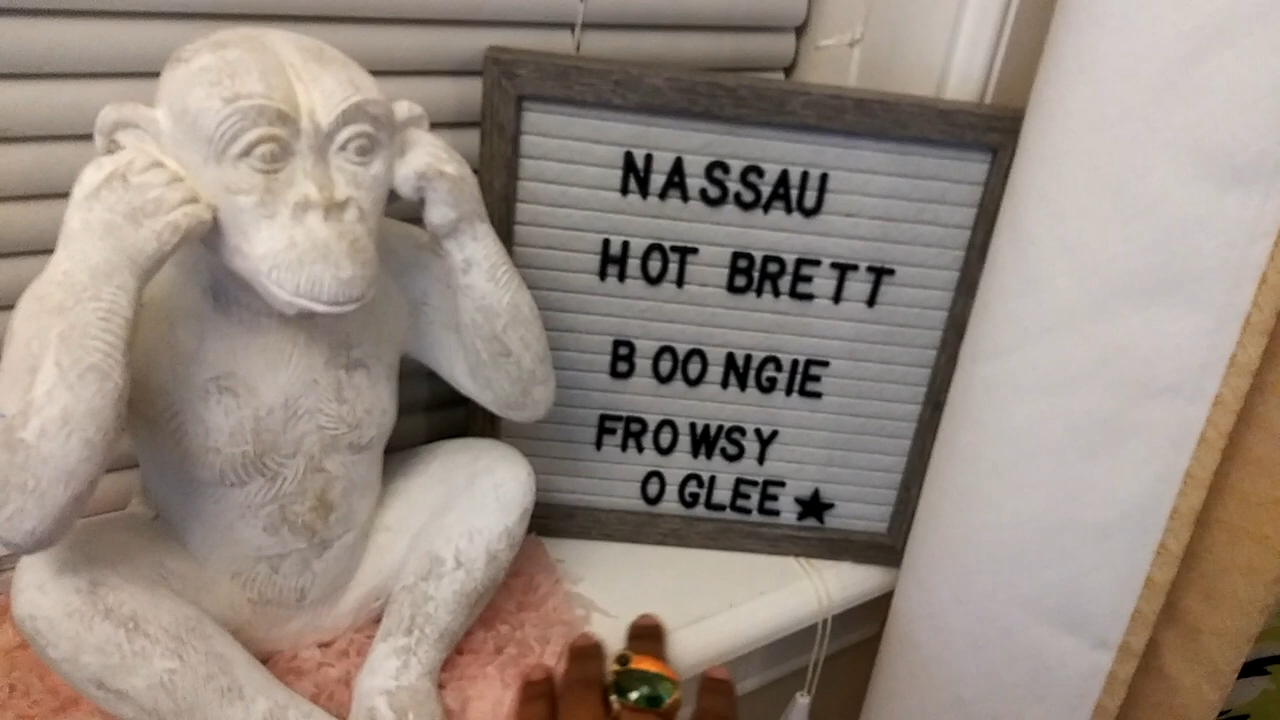 NASSAU
HOT BRETT
BOONGIE
FROWSY
OGLEE★